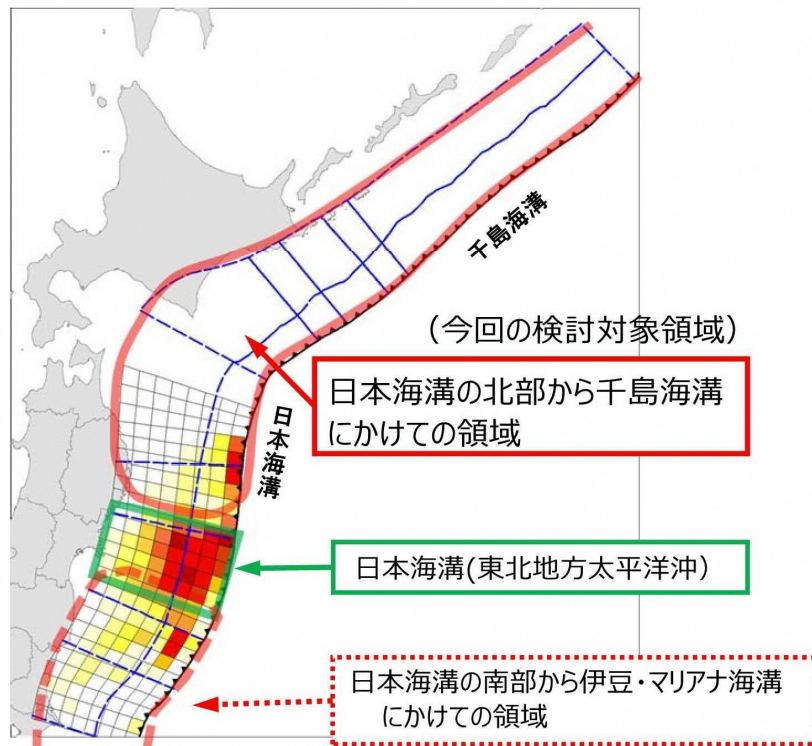 千島海溝
(今回の検討対象領域)
日本海溝の北部から千島海溝
にかけての領域
日本海溝
日本海溝(東北地方太平洋沖)
日本海溝の南部から伊豆・マリアナ海溝
にかけての領域